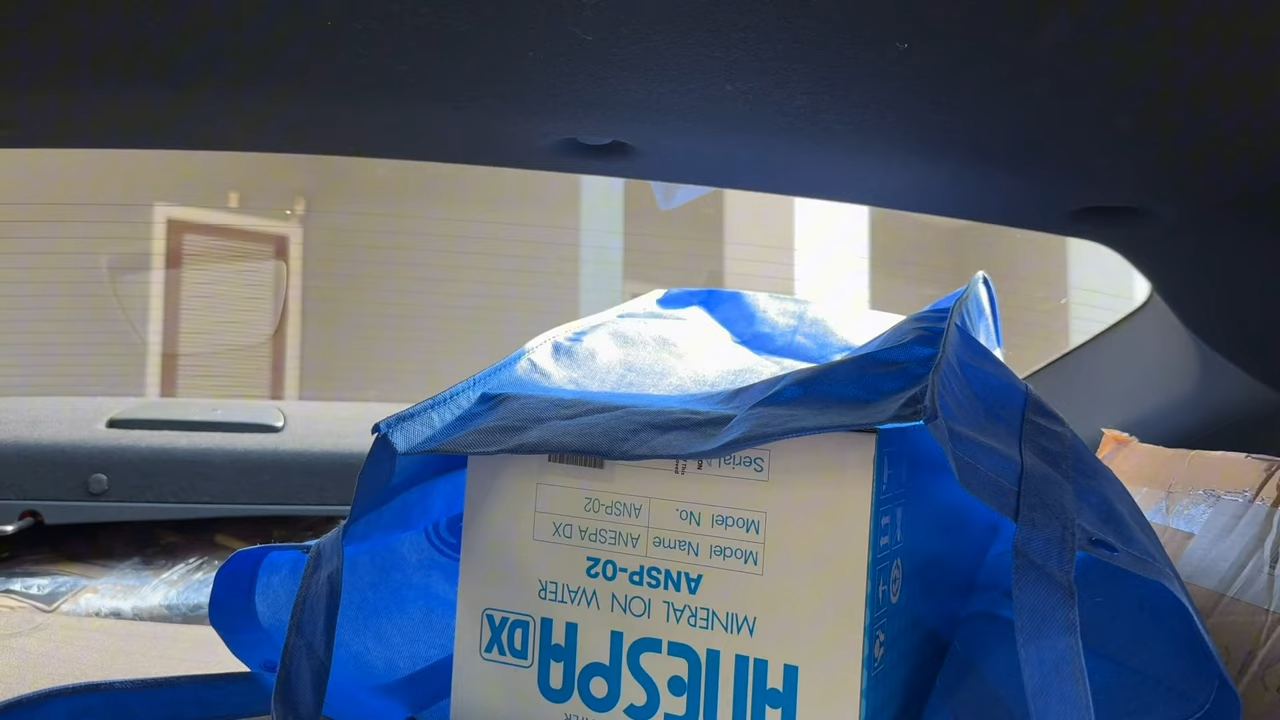 ANESPA DX
MINERAL ION WATER
ANSP-02
Model Name ANESPA DX
Model No. ANSP-02
Serial